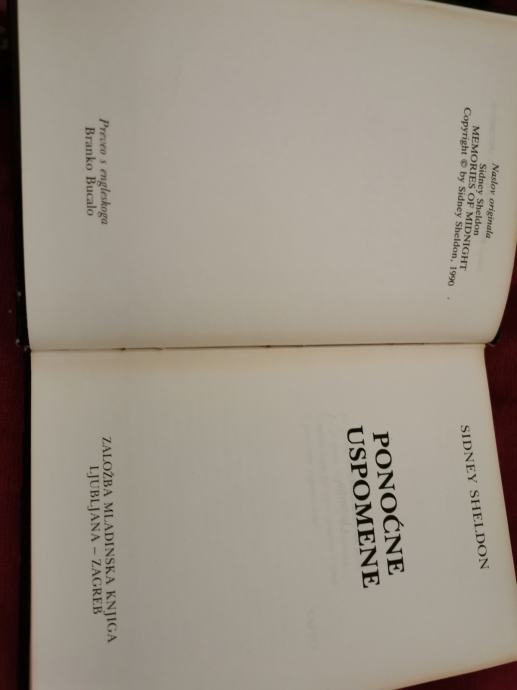 Naslov originala
Sidney Sheldon
MEMORIES OF MIDNIGHT
Copyright © by Sidney Sheldon, 1990
Preveo s engleskoga
Branko Bucalo
SIDNEY SHELDON
PONOĆNE
USPOMENE
ZALOŽBA MLADINSKA KNJIGA
LJUBLJANA – ZAGREB